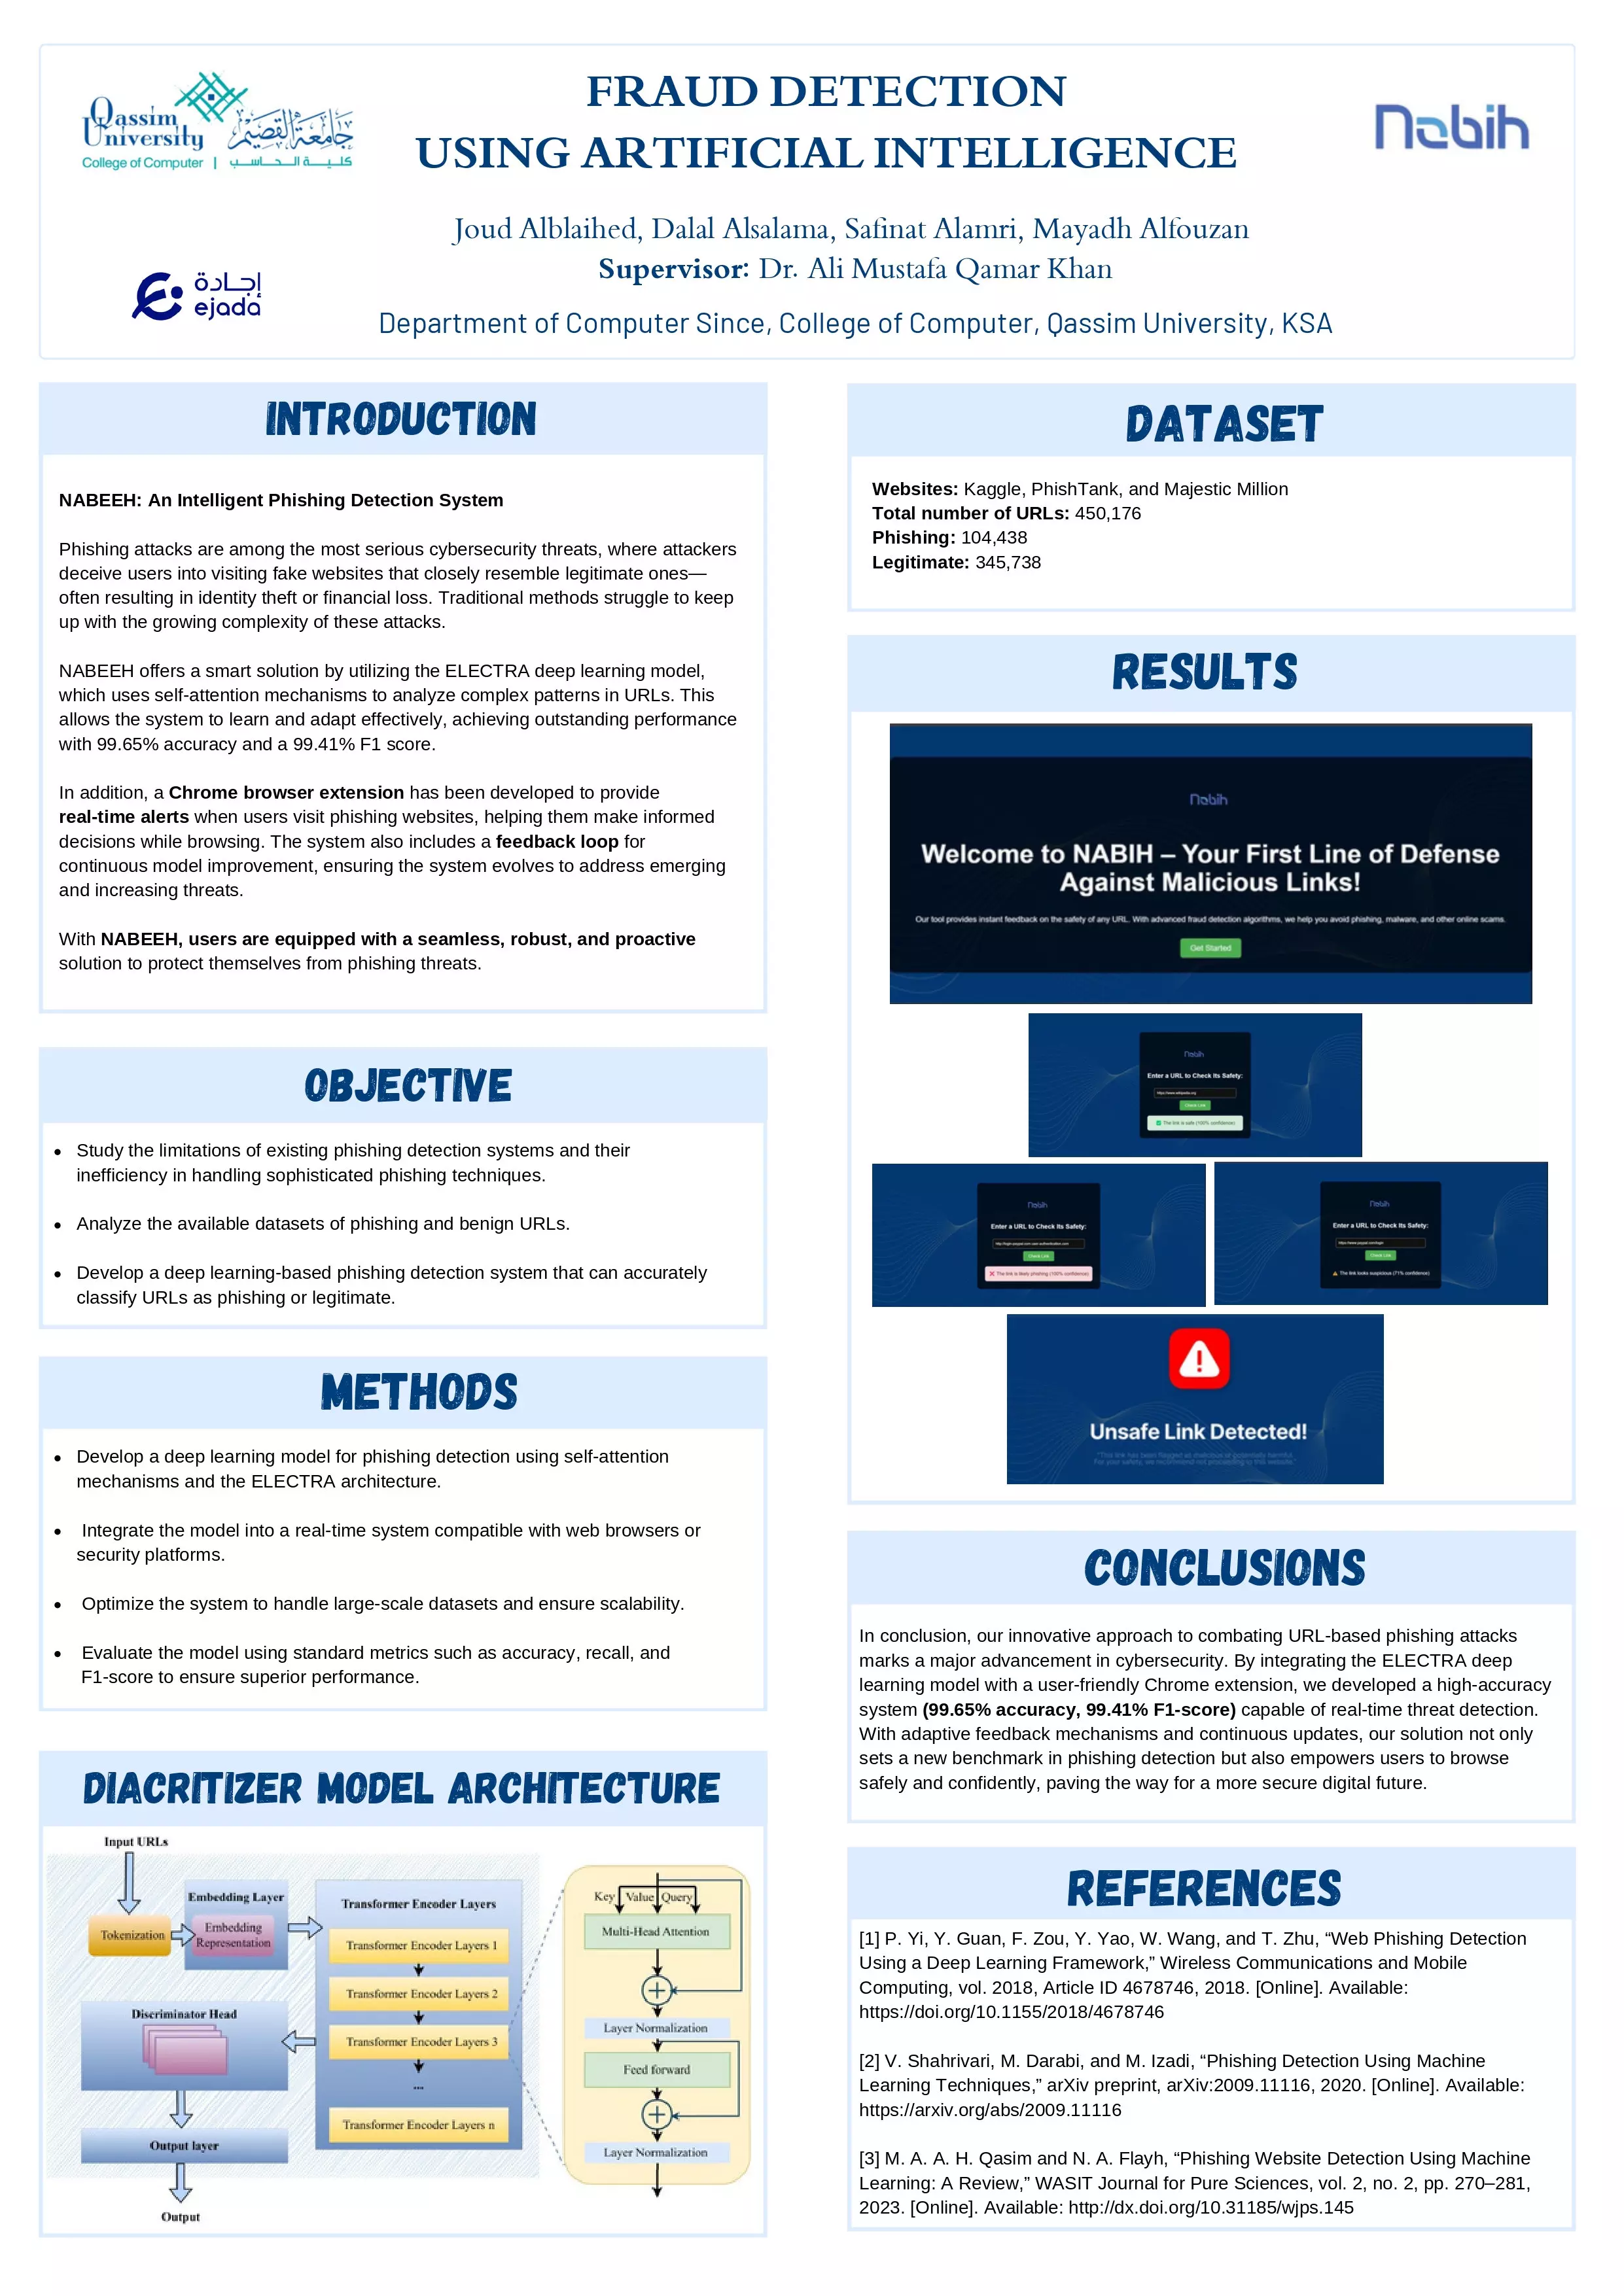 Qassim
University
جامعة القصيم
College of Computer | كلية الحاسب
FRAUD DETECTION
USING ARTIFICIAL INTELLIGENCE
Nabih
Joud Alblaihed, Dalal Alsalama, Safinat Alamri, Mayadh Alfouzan
Supervisor: Dr. Ali Mustafa Qamar Khan
إجادة
ejada
Department of Computer Since, College of Computer, Qassim University, KSA
INTRODUCTION
NABEEH: An Intelligent Phishing Detection System
Phishing attacks are among the most serious cybersecurity threats, where attackers
deceive users into visiting fake websites that closely resemble legitimate ones—
often resulting in identity theft or financial loss. Traditional methods struggle to keep
up with the growing complexity of these attacks.
NABEEH offers a smart solution by utilizing the ELECTRA deep learning model,
which uses self-attention mechanisms to analyze complex patterns in URLs. This
allows the system to learn and adapt effectively, achieving outstanding performance
with 99.65% accuracy and a 99.41% F1 score.
In addition, a Chrome browser extension has been developed to provide
real-time alerts when users visit phishing websites, helping them make informed
decisions while browsing. The system also includes a feedback loop for
continuous model improvement, ensuring the system evolves to address emerging
and increasing threats.
With NABEEH, users are equipped with a seamless, robust, and proactive
solution to protect themselves from phishing threats.
OBJECTIVE
• Study the limitations of existing phishing detection systems and their
inefficiency in handling sophisticated phishing techniques.
• Analyze the available datasets of phishing and benign URLs.
• Develop a deep learning-based phishing detection system that can accurately
classify URLs as phishing or legitimate.
METHODS
• Develop a deep learning model for phishing detection using self-attention
mechanisms and the ELECTRA architecture.
• Integrate the model into a real-time system compatible with web browsers or
security platforms.
• Optimize the system to handle large-scale datasets and ensure scalability.
• Evaluate the model using standard metrics such as accuracy, recall, and
F1-score to ensure superior performance.
DIACRITIZER MODEL ARCHITECTURE
Input URLs
Tokenization
Embedding Layer
Embedding
Representation
Transformer Encoder Layers
Transformer Encoder Layers 1
Transformer Encoder Layers 2
Transformer Encoder Layers 3
...
Transformer Encoder Layers n
Discriminator Head
Output layer
Output
Key Value Query
Multi-Head Attention
Layer Normalization
Feed forward
Layer Normalization
DATASET
Websites: Kaggle, PhishTank, and Majestic Million
Total number of URLs: 450,176
Phishing: 104,438
Legitimate: 345,738
RESULTS
Nabih
Welcome to NABIH – Your First Line of Defense
Against Malicious Links!
Our tool provides instant feedback on the safety of any URL. With advanced fraud detection algorithms, we help you avoid phishing, malware, and other online scams.
Get Started
Nabih
Enter a URL to Check Its Safety:
https://www.wikipedia.org
Check Link
The link is safe (100% confidence)
Nabih
Enter a URL to Check Its Safety:
Check Link
The link is likely phishing (100% confidence)
Nabih
Enter a URL to Check Its Safety:
https://www.paypal.com/login
Check Link
The link looks suspicious (71% confidence)
Unsafe Link Detected!
"This link has been flagged as malicious or potentially harmful.
For your safety, we recommend not proceeding to this website."
CONCLUSIONS
In conclusion, our innovative approach to combating URL-based phishing attacks
marks a major advancement in cybersecurity. By integrating the ELECTRA deep
learning model with a user-friendly Chrome extension, we developed a high-accuracy
system (99.65% accuracy, 99.41% F1-score) capable of real-time threat detection.
With adaptive feedback mechanisms and continuous updates, our solution not only
sets a new benchmark in phishing detection but also empowers users to browse
safely and confidently, paving the way for a more secure digital future.
REFERENCES
[1] P. Yi, Y. Guan, F. Zou, Y. Yao, W. Wang, and T. Zhu, “Web Phishing Detection
Using a Deep Learning Framework,” Wireless Communications and Mobile
Computing, vol. 2018, Article ID 4678746, 2018. [Online]. Available:
https://doi.org/10.1155/2018/4678746
[2] V. Shahrivari, M. Darabi, and M. Izadi, “Phishing Detection Using Machine
Learning Techniques,” arXiv preprint, arXiv:2009.11116, 2020. [Online]. Available:
https://arxiv.org/abs/2009.11116
[3] M. A. A. H. Qasim and N. A. Flayh, “Phishing Website Detection Using Machine
Learning: A Review,” WASIT Journal for Pure Sciences, vol. 2, no. 2, pp. 270–281,
2023. [Online]. Available: http://dx.doi.org/10.31185/wjps.145